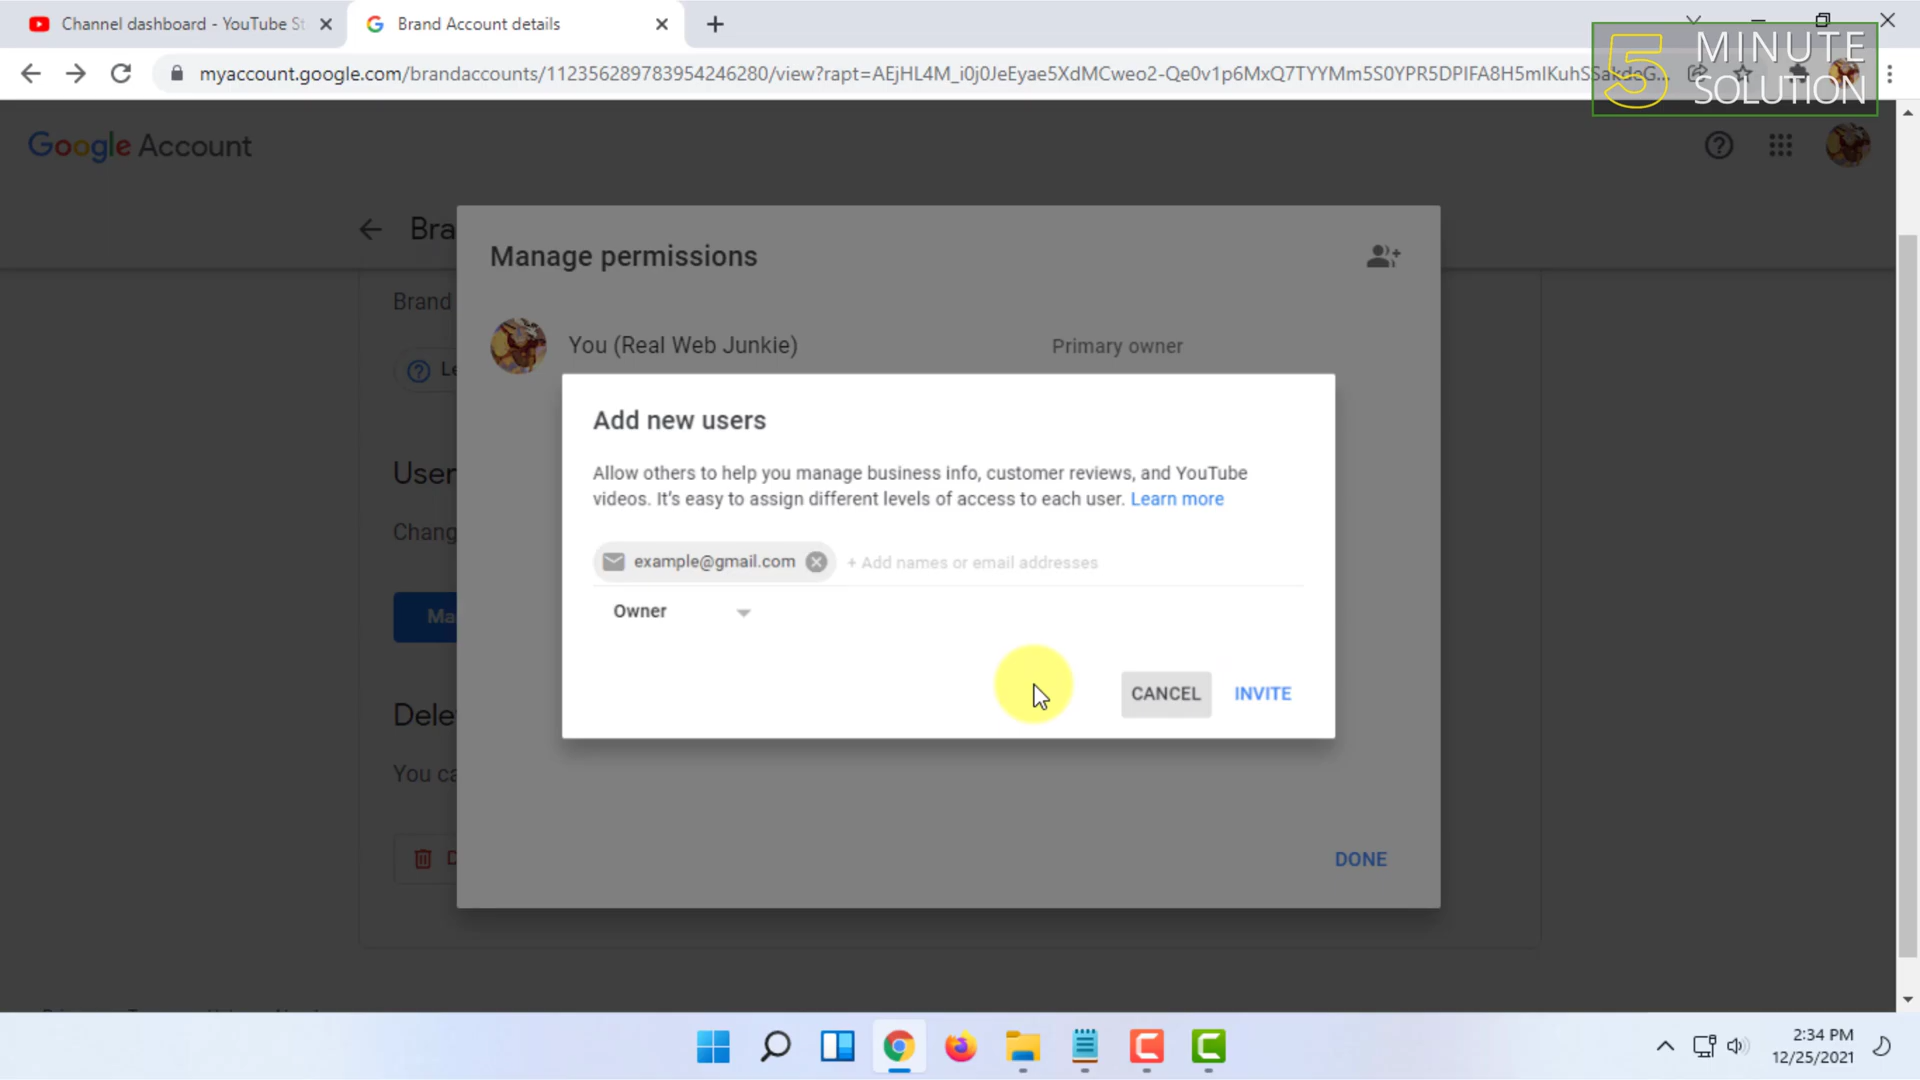 Channel dashboard - YouTube St
Brand Account details
myaccount.google.com/brandaccounts/112356289783954246280/view?rapt=AEjHL4M_i0j0JeEyae5XdMCweo2-Qe0v1p6MxQ7TYYMm5S0YPR5DPIFA8H5mIKuhSSakdeG...
5 MINUTE
SOLUTION
Google Account
Bra
Manage permissions
Brand
You (Real Web Junkie)
Primary owner
Le
Add new users
Allow others to help you manage business info, customer reviews, and YouTube
videos. It's easy to assign different levels of access to each user. Learn more
User
Chang
example@gmail.com
+ Add names or email addresses
Owner
Ma
CANCEL
INVITE
Dele
You ca
D
DONE
2:34 PM
12/25/2021